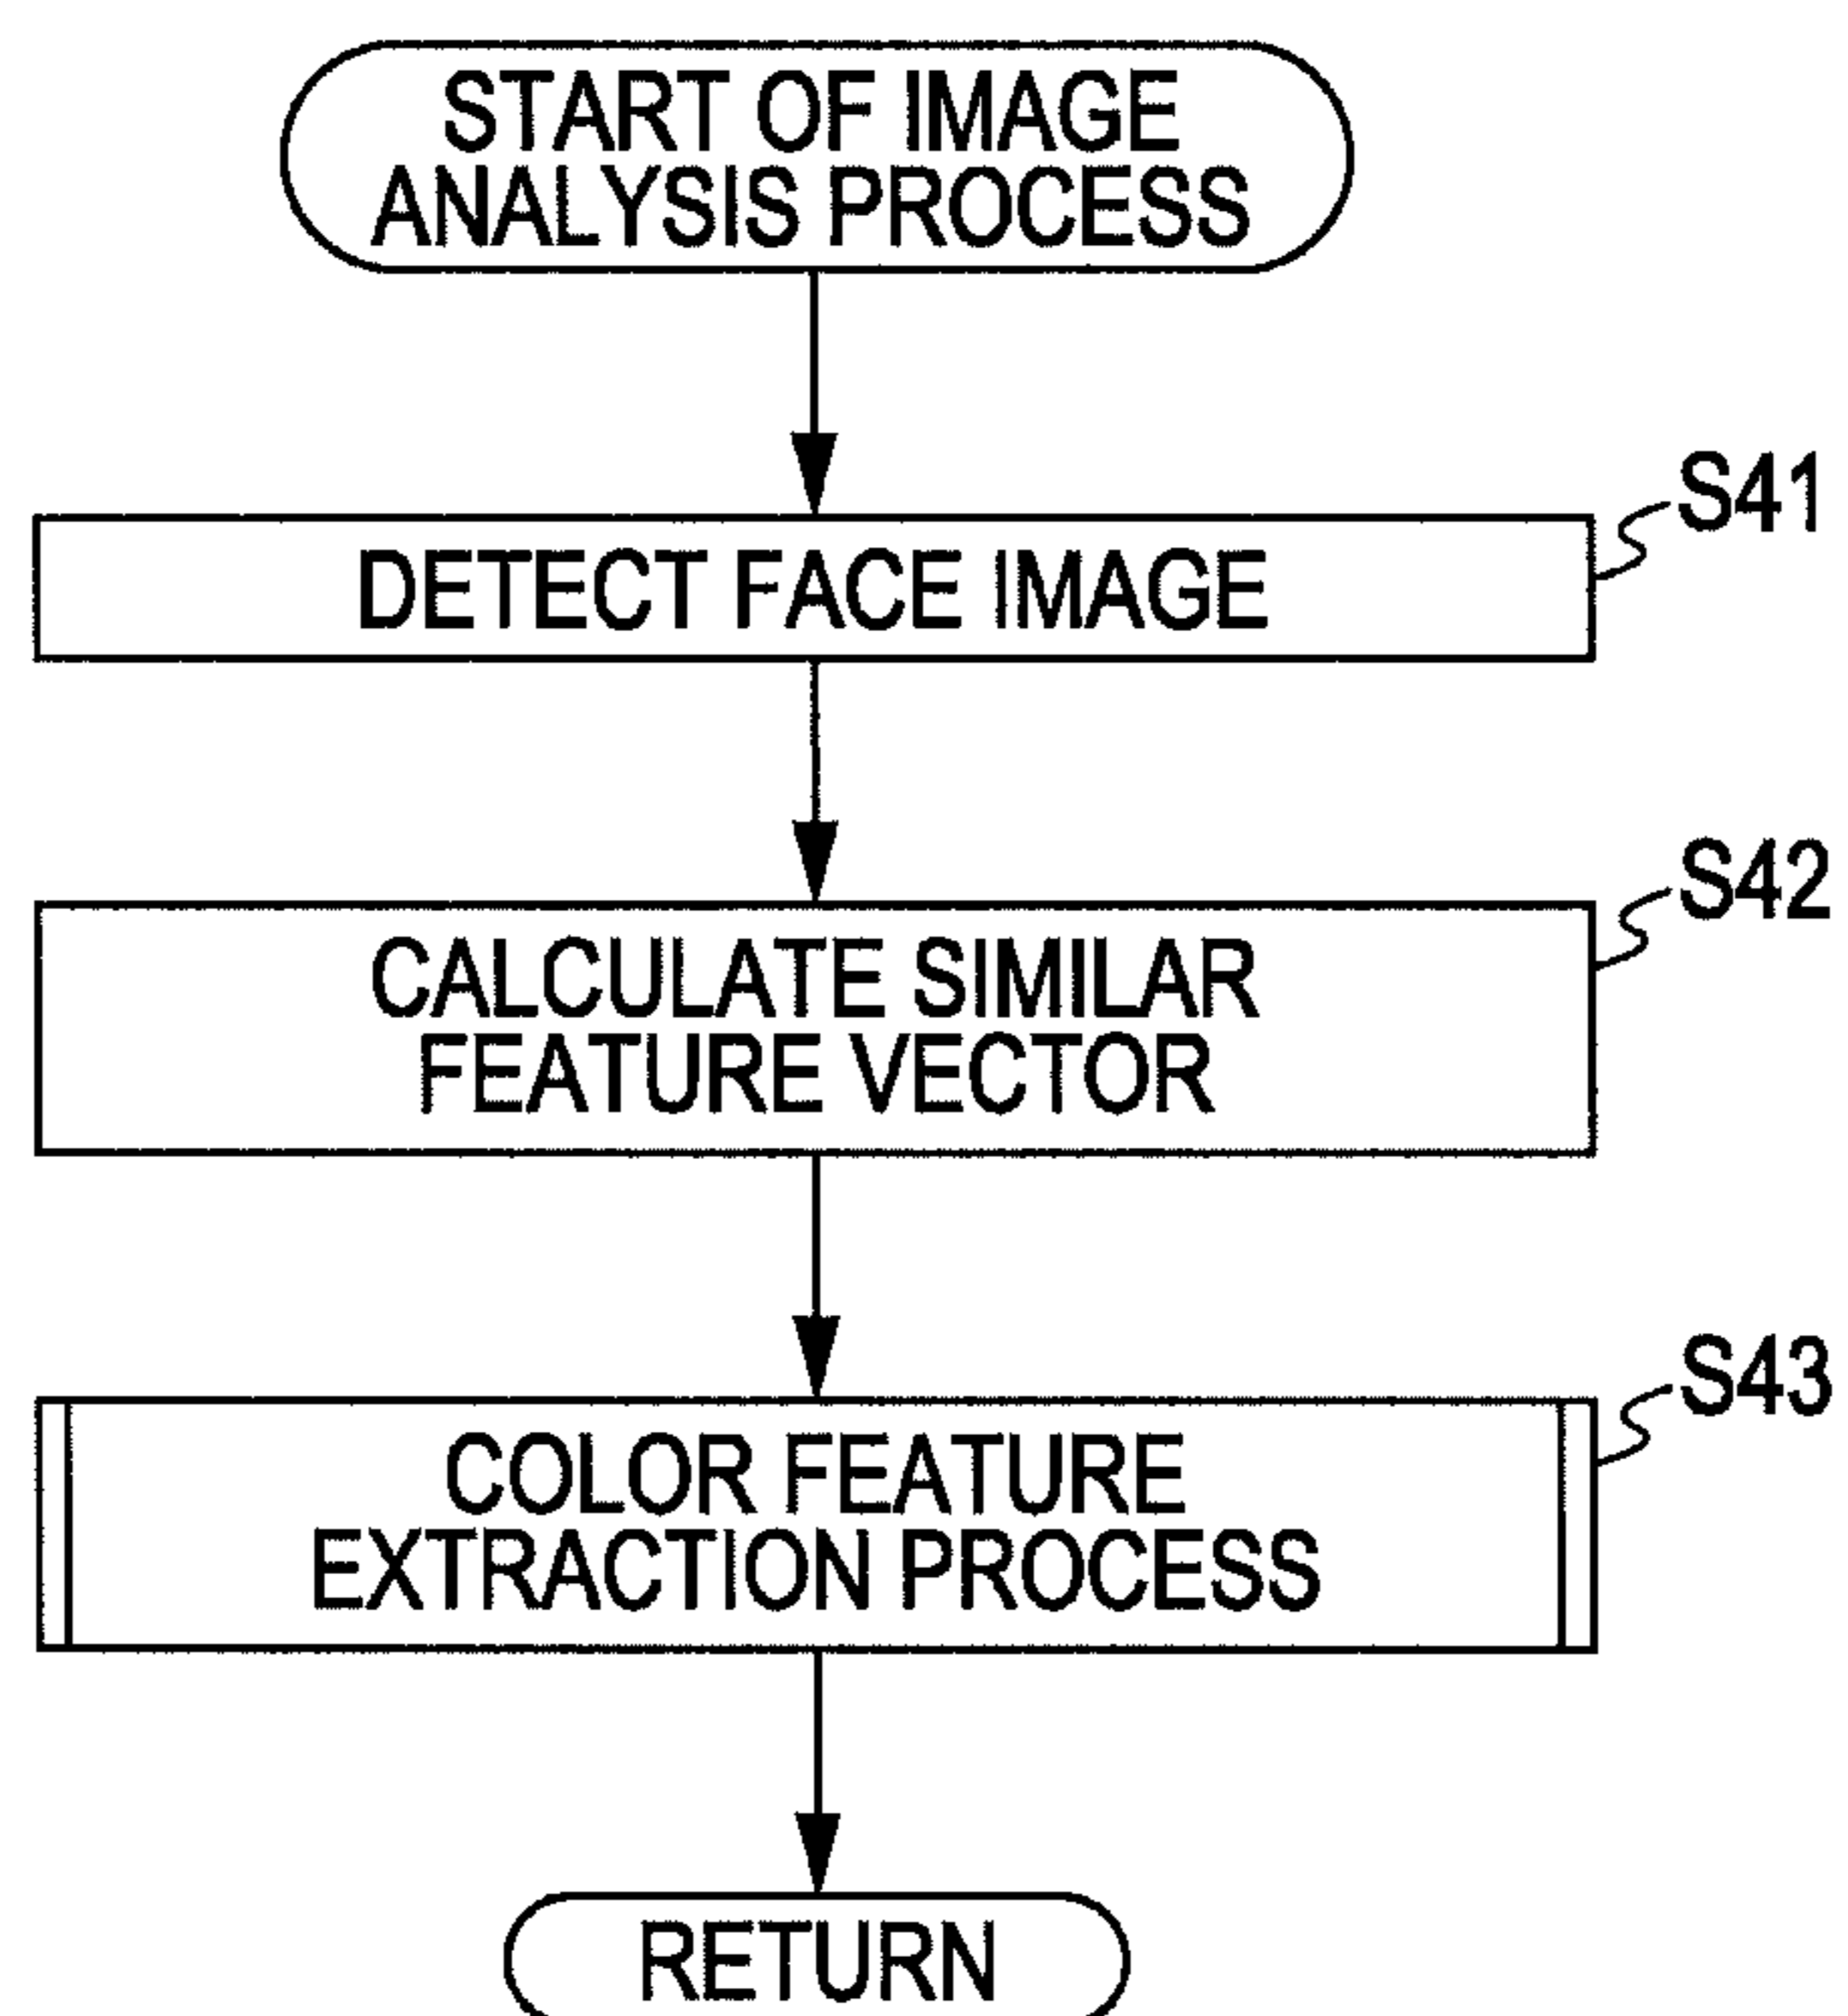 START OF IMAGE
ANALYSIS PROCESS
S41
DETECT FACE IMAGE
S42
CALCULATE SIMILAR
FEATURE VECTOR
S43
COLOR FEATURE
EXTRACTION PROCESS
RETURN